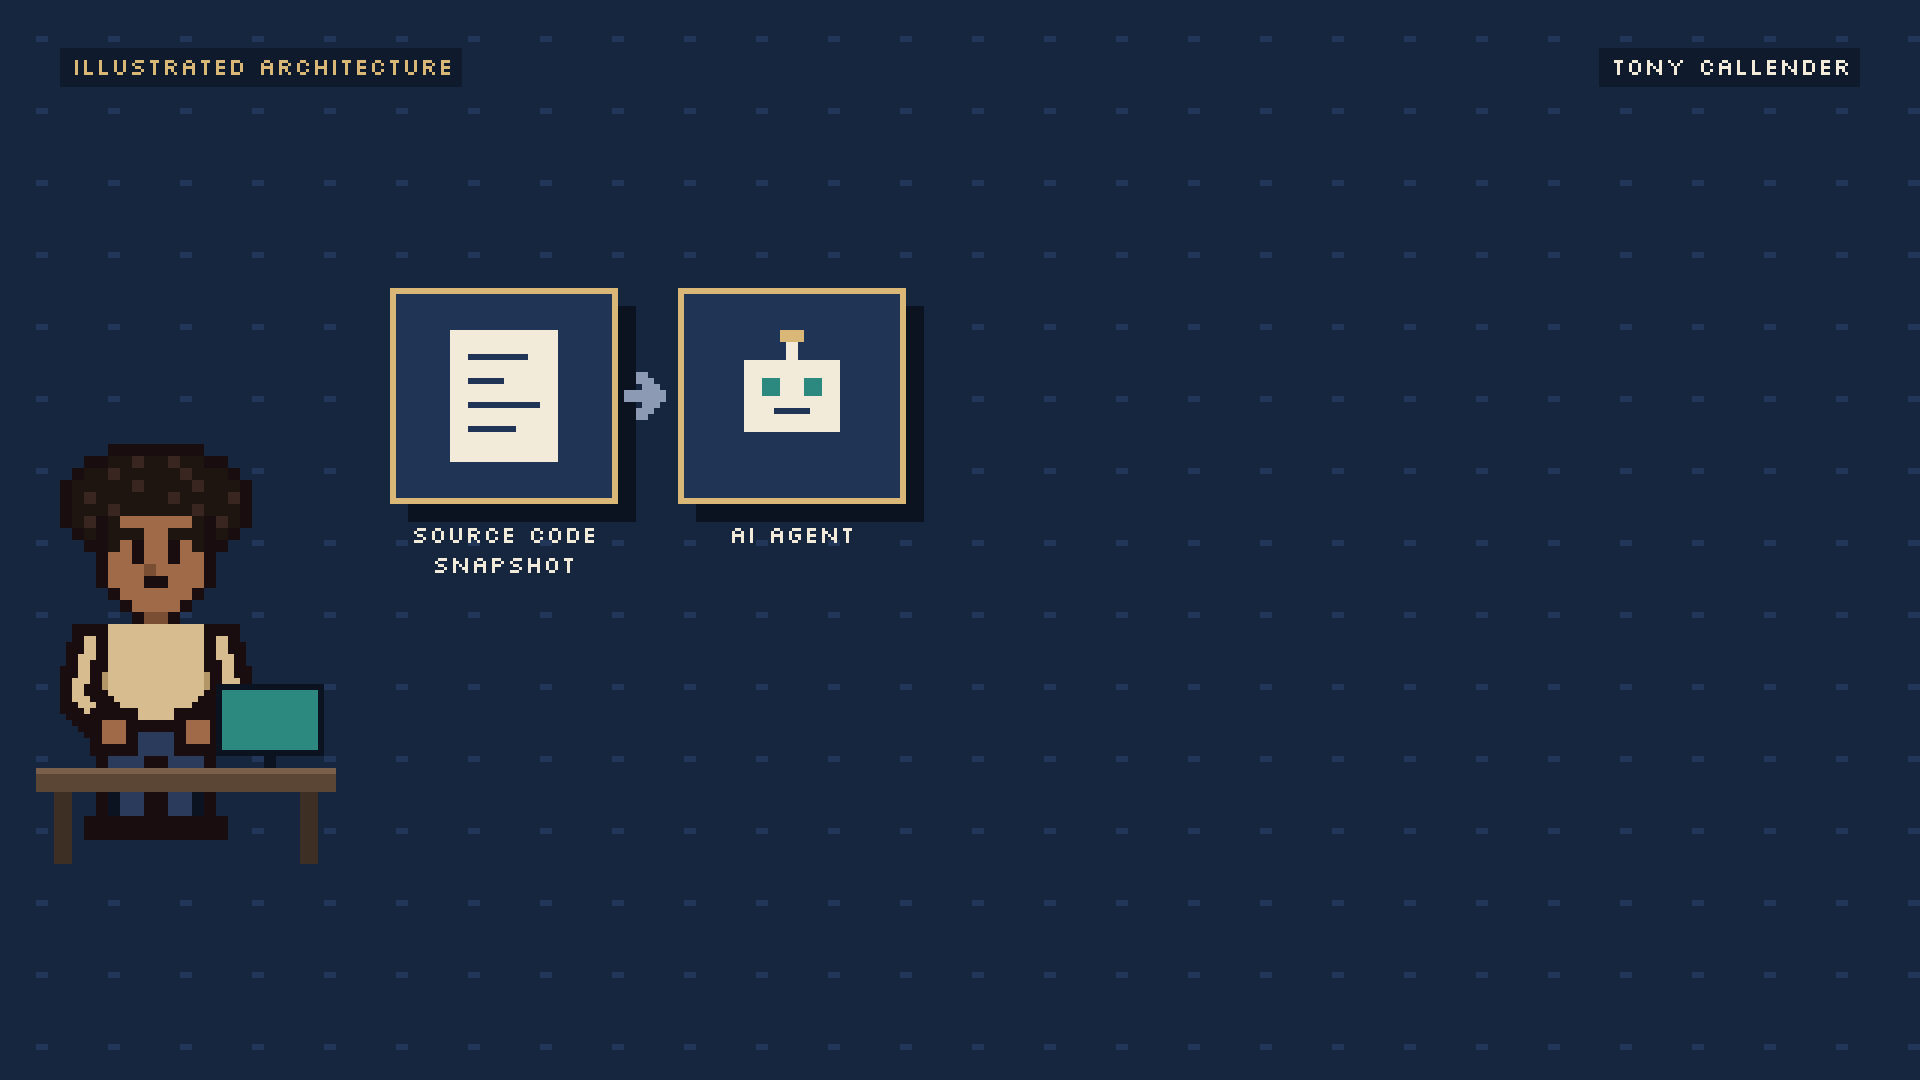 ILLUSTRATED ARCHITECTURE
TONY CALLENDER
SOURCE CODE
SNAPSHOT
AI AGENT